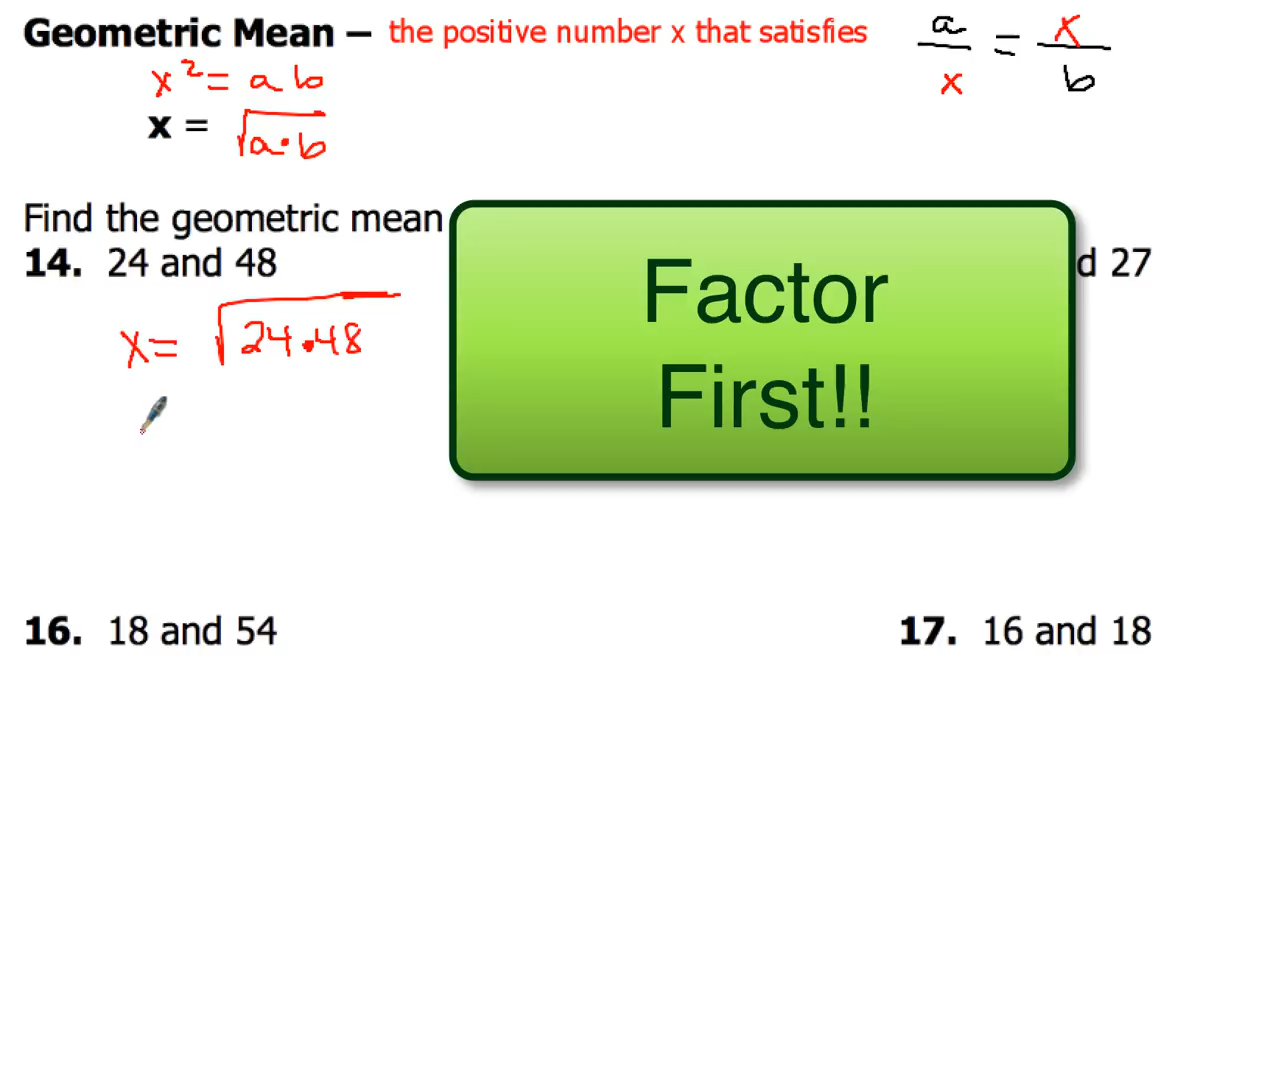 Geometric Mean – the positive number x that satisfies a/x = x/b
x² = ab
x = √a·b
Find the geometric mean
14. 24 and 48
d 27
x = √24·48
Factor
First!!
16. 18 and 54
17. 16 and 18